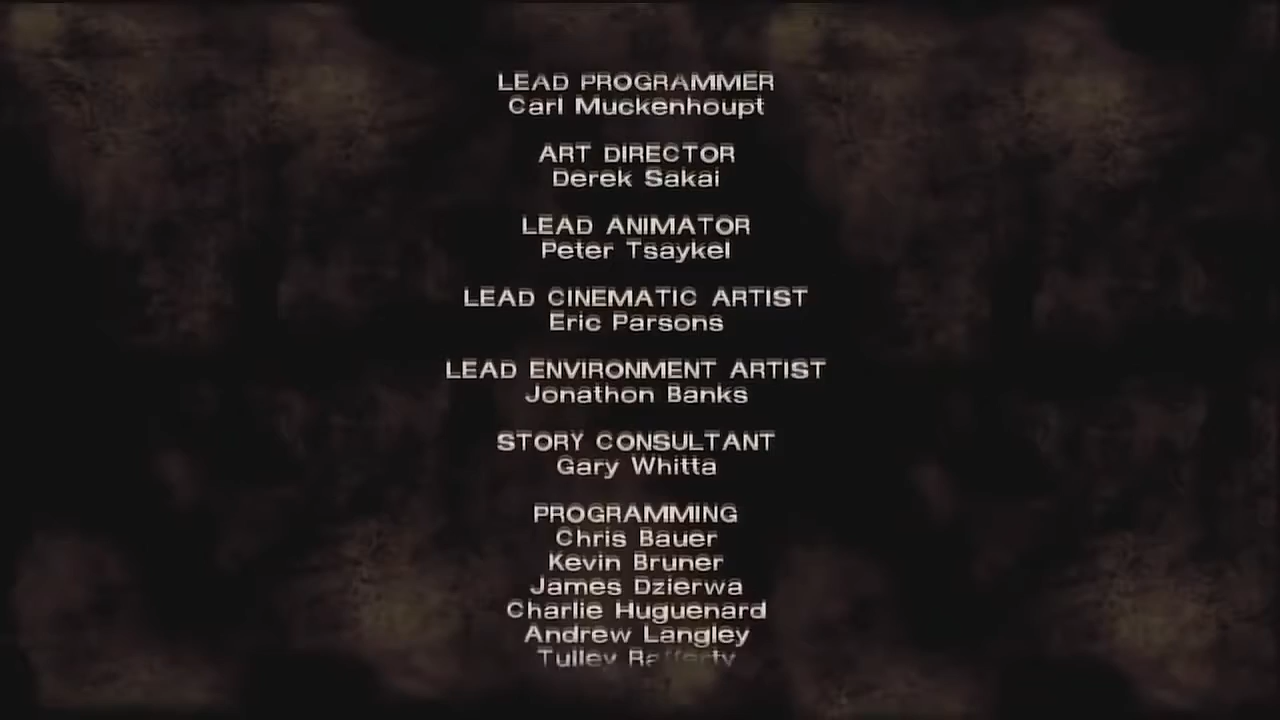 LEAD PROGRAMMER
Carl Muckenhoupt
ART DIRECTOR
Derek Sakai
LEAD ANIMATOR
Peter Tsaykel
LEAD CINEMATIC ARTIST
Eric Parsons
LEAD ENVIRONMENT ARTIST
Jonathon Banks
STORY CONSULTANT
Gary Whitta
PROGRAMMING
Chris Bauer
Kevin Bruner
James Dzierwa
Charlie Huguenard
Andrew Langley
Tulley Rafferty